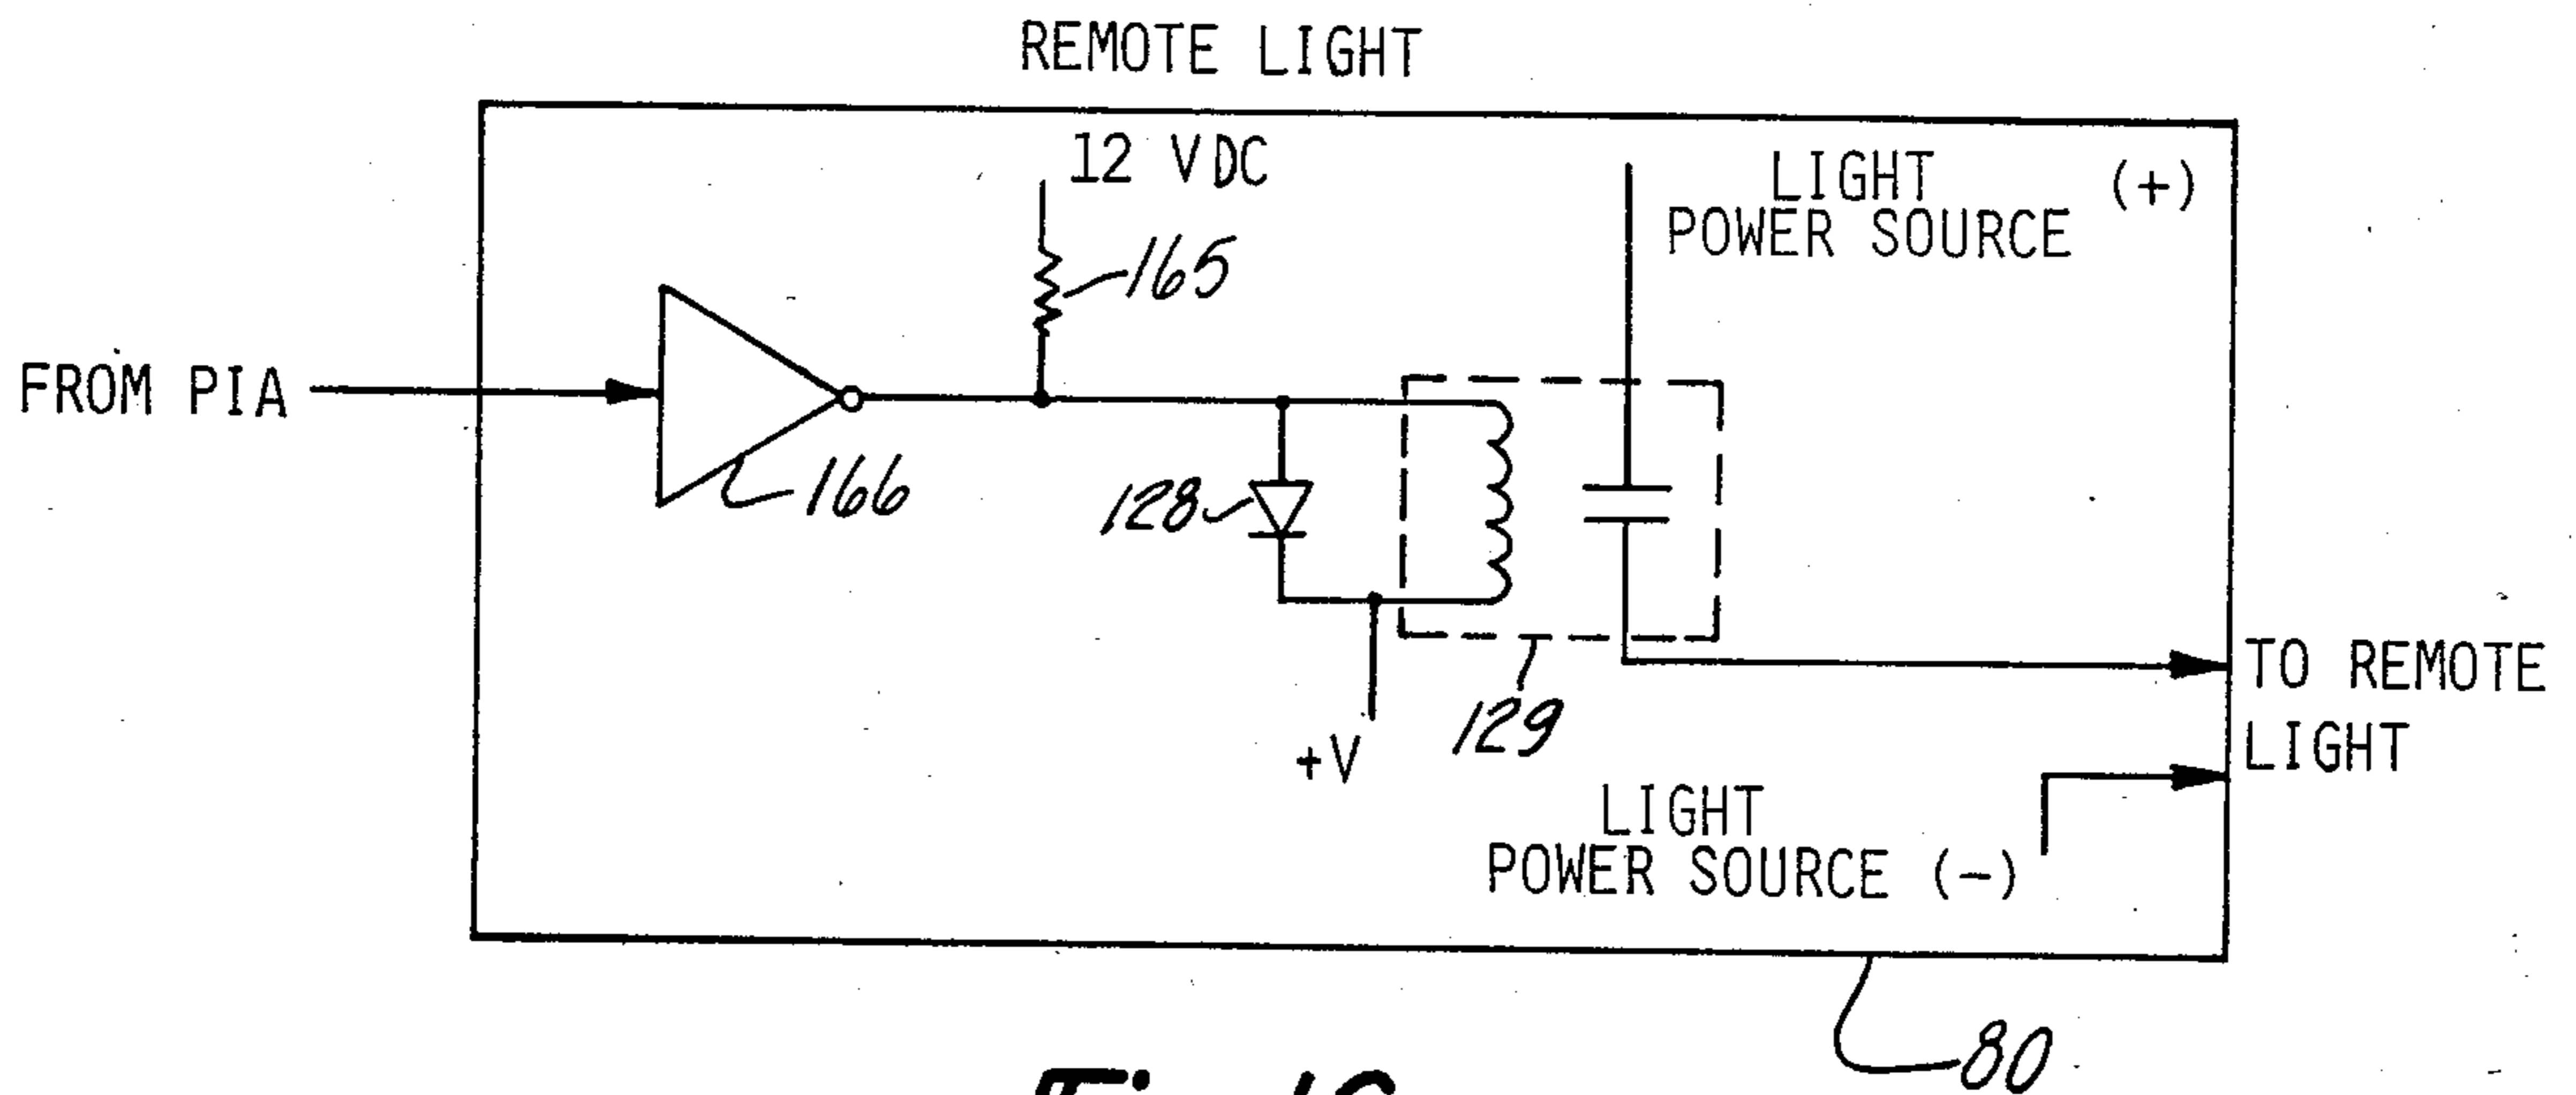 REMOTE LIGHT
12 VDC
LIGHT (+)
POWER SOURCE
165
FROM PIA
166
128
129
+V
TO REMOTE
LIGHT
LIGHT
POWER SOURCE (-)
80